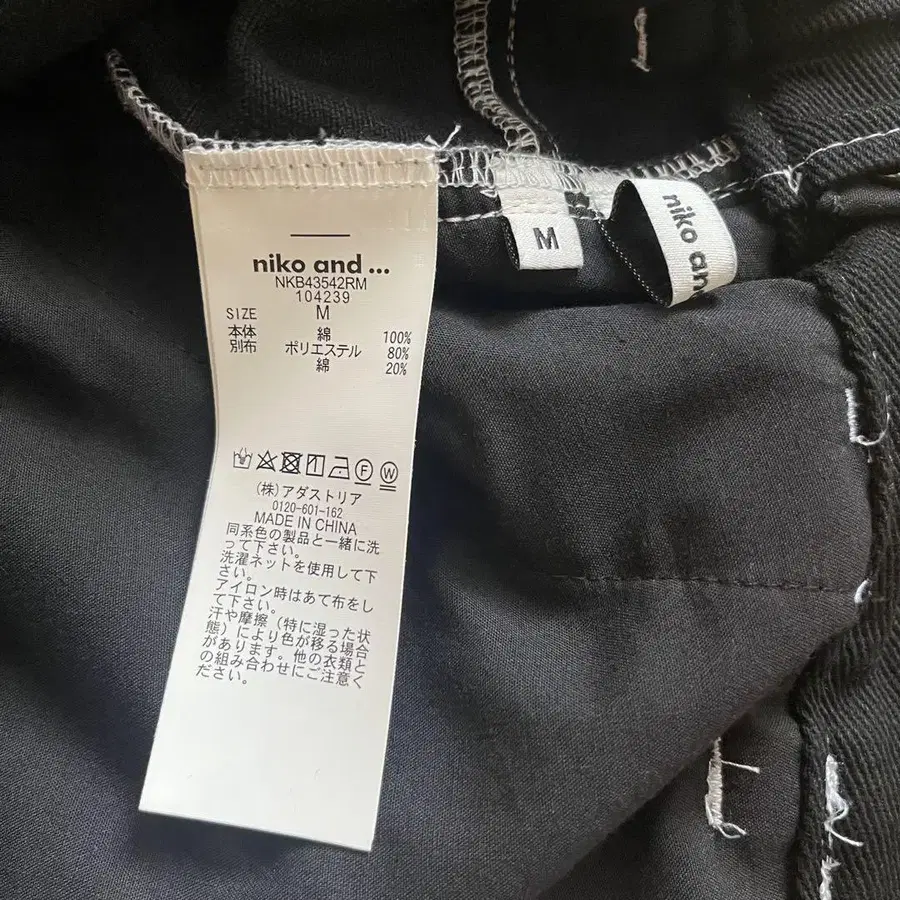 niko and ...
NKB43542RM
104239
SIZE M
本体 綿 100%
別布 ポリエステル 80%
綿 20%
F W
(株)アダストリア
0120-601-162
MADE IN CHINA
同系色の製品と一緒に洗
って下さい。
洗濯ネットを使用して下
さい。
アイロン時はあて布をし
て下さい。
汗や摩擦(特に湿った状
態)により色が移る場合
があります。他の衣類と
の組み合わせにご注意く
ださい。
M
niko and